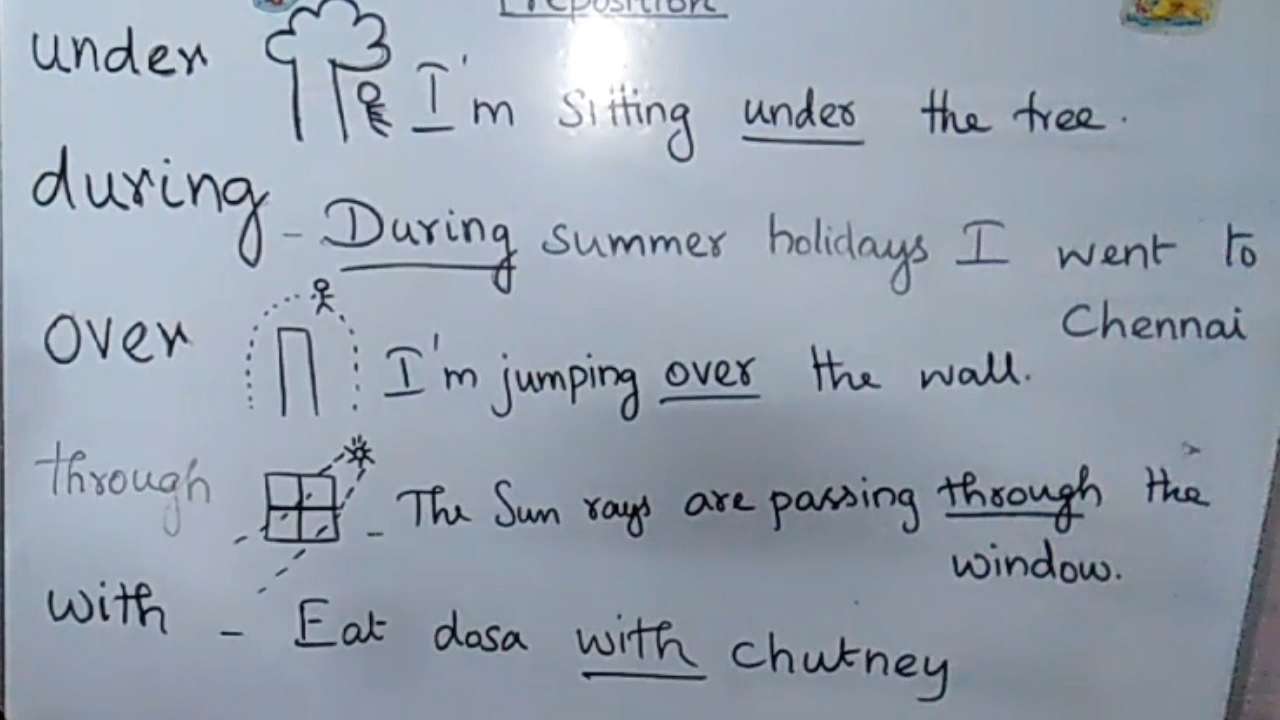 Preposition
under I'm sitting under the tree.
during - During summer holidays I went to
Chennai
over I'm jumping over the wall.
through - The Sun rays are passing through the
window.
with - Eat dosa with chutney